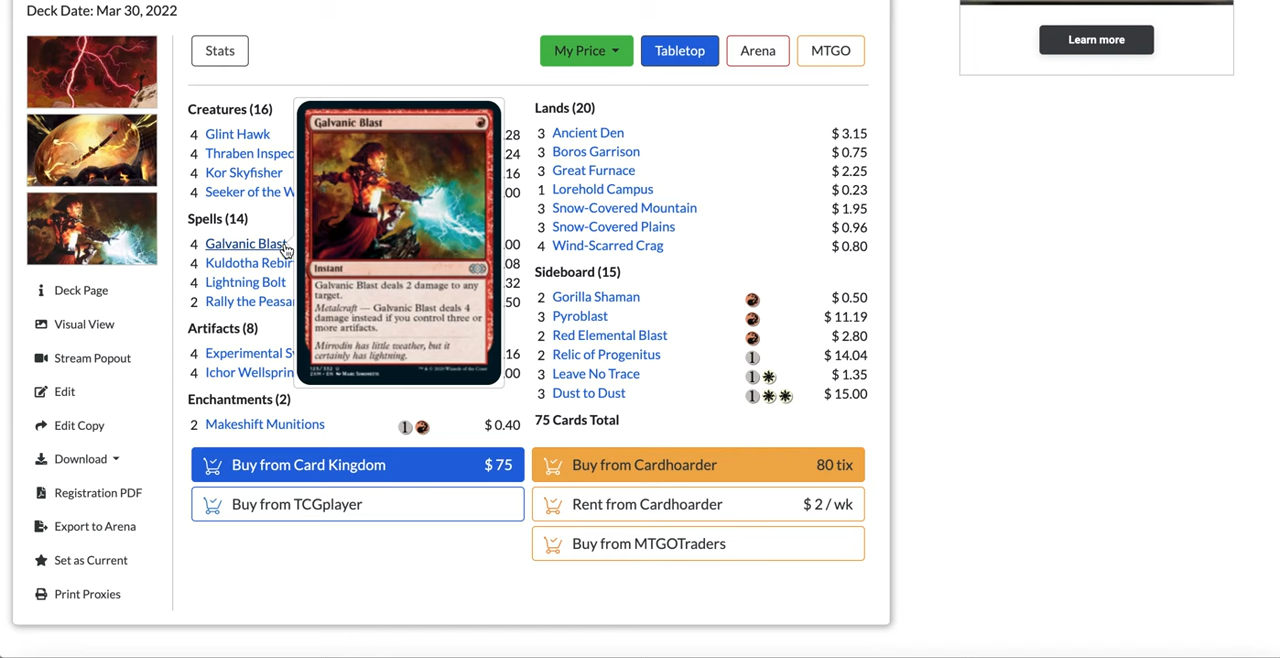 Deck Date: Mar 30, 2022
Learn more
Stats
My Price
Tabletop
Arena
MTGO
Creatures (16)
4 Glint Hawk 28
4 Thraben Inspec 24
4 Kor Skyfisher 16
4 Seeker of the W 00
Spells (14)
4 Galvanic Blast 00
4 Kuldotha Rebir 08
4 Lightning Bolt 32
2 Rally the Peasa 50
Artifacts (8)
4 Experimental S 16
4 Ichor Wellsprin 00
Enchantments (2)
2 Makeshift Munitions 1 $ 0.40
Galvanic Blast
Instant
Galvanic Blast deals 2 damage to any
target.
Metalcraft — Galvanic Blast deals 4
damage instead if you control three or
more artifacts.
Mirrodin has little weather, but it
certainly has lightning.
Lands (20)
3 Ancient Den $ 3.15
3 Boros Garrison $ 0.75
3 Great Furnace $ 2.25
1 Lorehold Campus $ 0.23
3 Snow-Covered Mountain $ 1.95
3 Snow-Covered Plains $ 0.96
4 Wind-Scarred Crag $ 0.80
Sideboard (15)
2 Gorilla Shaman $ 0.50
3 Pyroblast $ 11.19
2 Red Elemental Blast $ 2.80
2 Relic of Progenitus 1 $ 14.04
3 Leave No Trace 1 $ 1.35
3 Dust to Dust 1 $ 15.00
75 Cards Total
Buy from Card Kingdom $ 75
Buy from TCGplayer
Buy from Cardhoarder 80 tix
Rent from Cardhoarder $ 2 / wk
Buy from MTGOTraders
Deck Page
Visual View
Stream Popout
Edit
Edit Copy
Download
Registration PDF
Export to Arena
Set as Current
Print Proxies